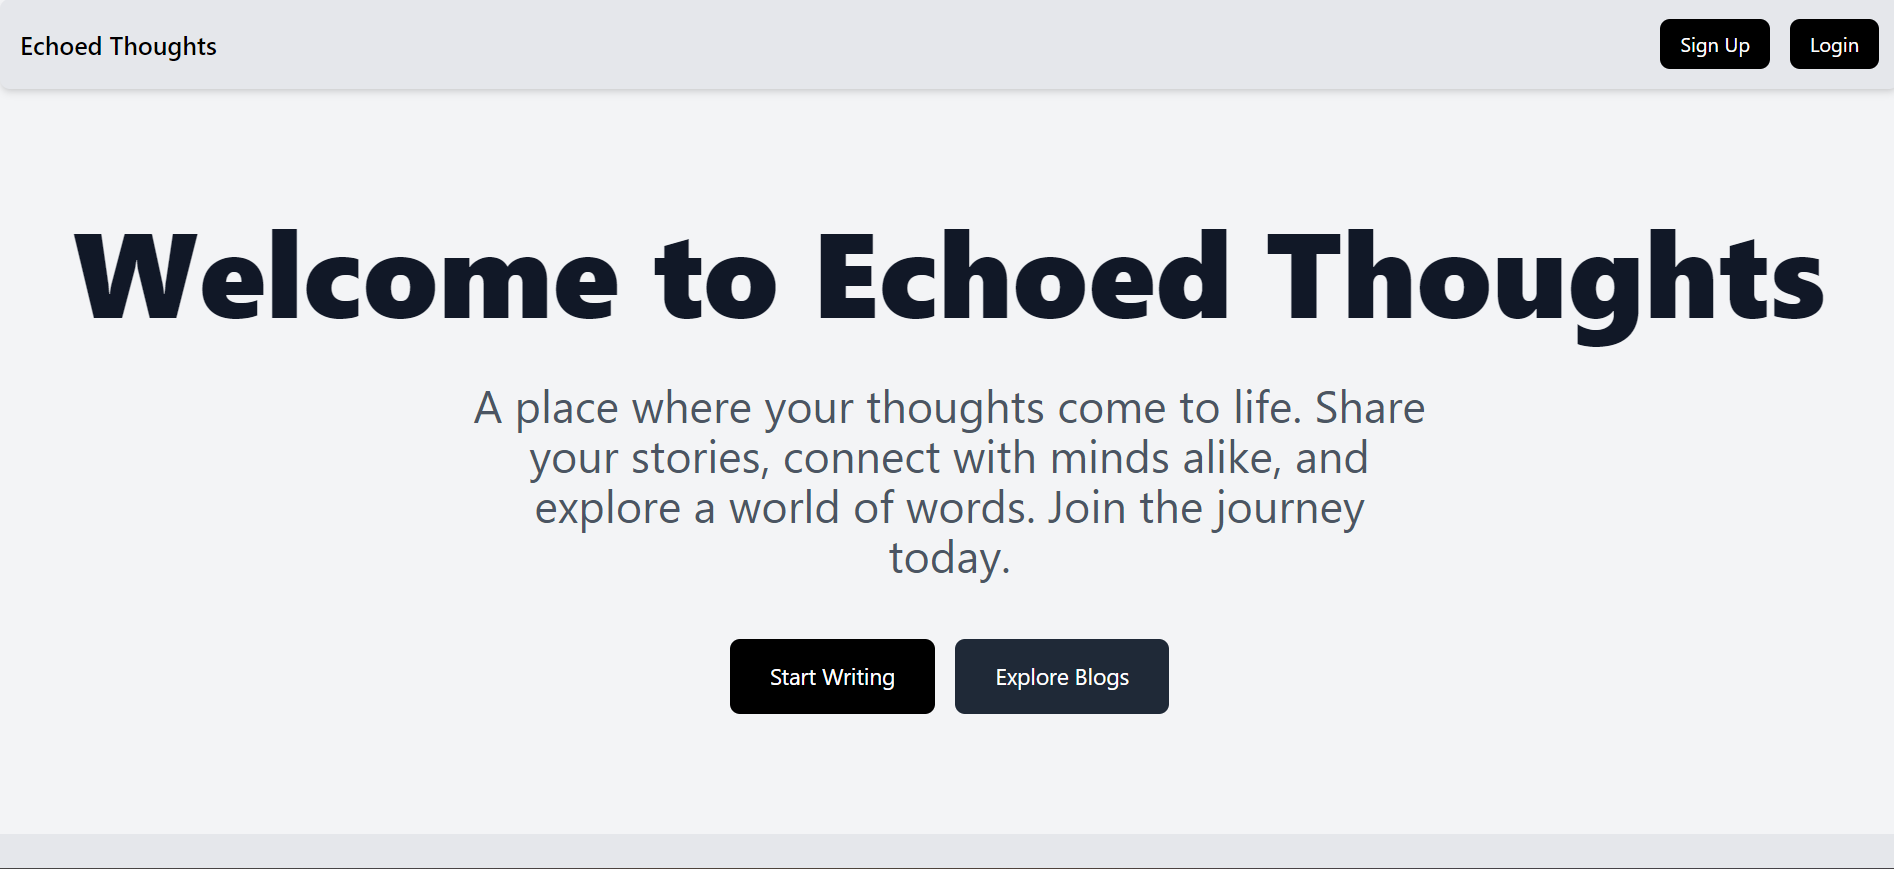 Echoed Thoughts
Sign Up
Login
Welcome to Echoed Thoughts
A place where your thoughts come to life. Share
your stories, connect with minds alike, and
explore a world of words. Join the journey
today.
Start Writing
Explore Blogs